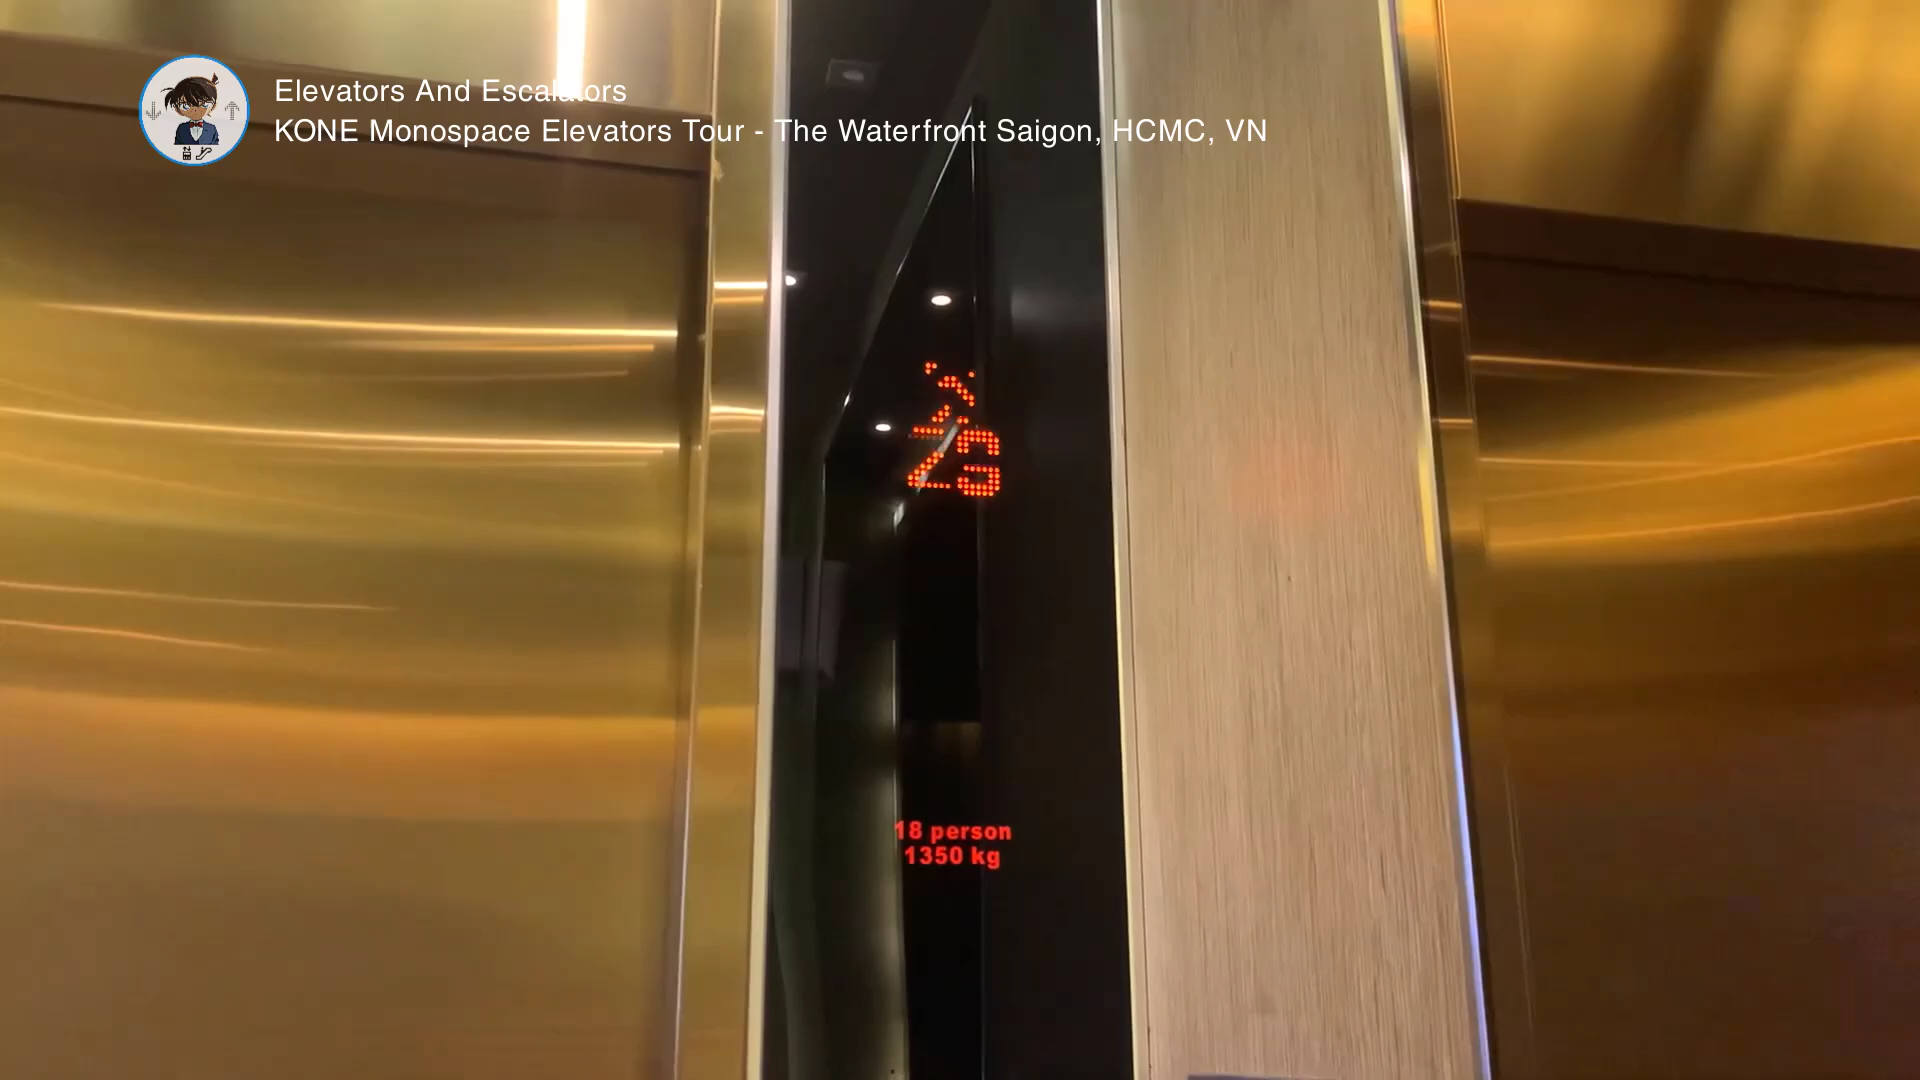 Elevators And Escalators
KONE Monospace Elevators Tour - The Waterfront Saigon, HCMC, VN
18 person
1350 kg